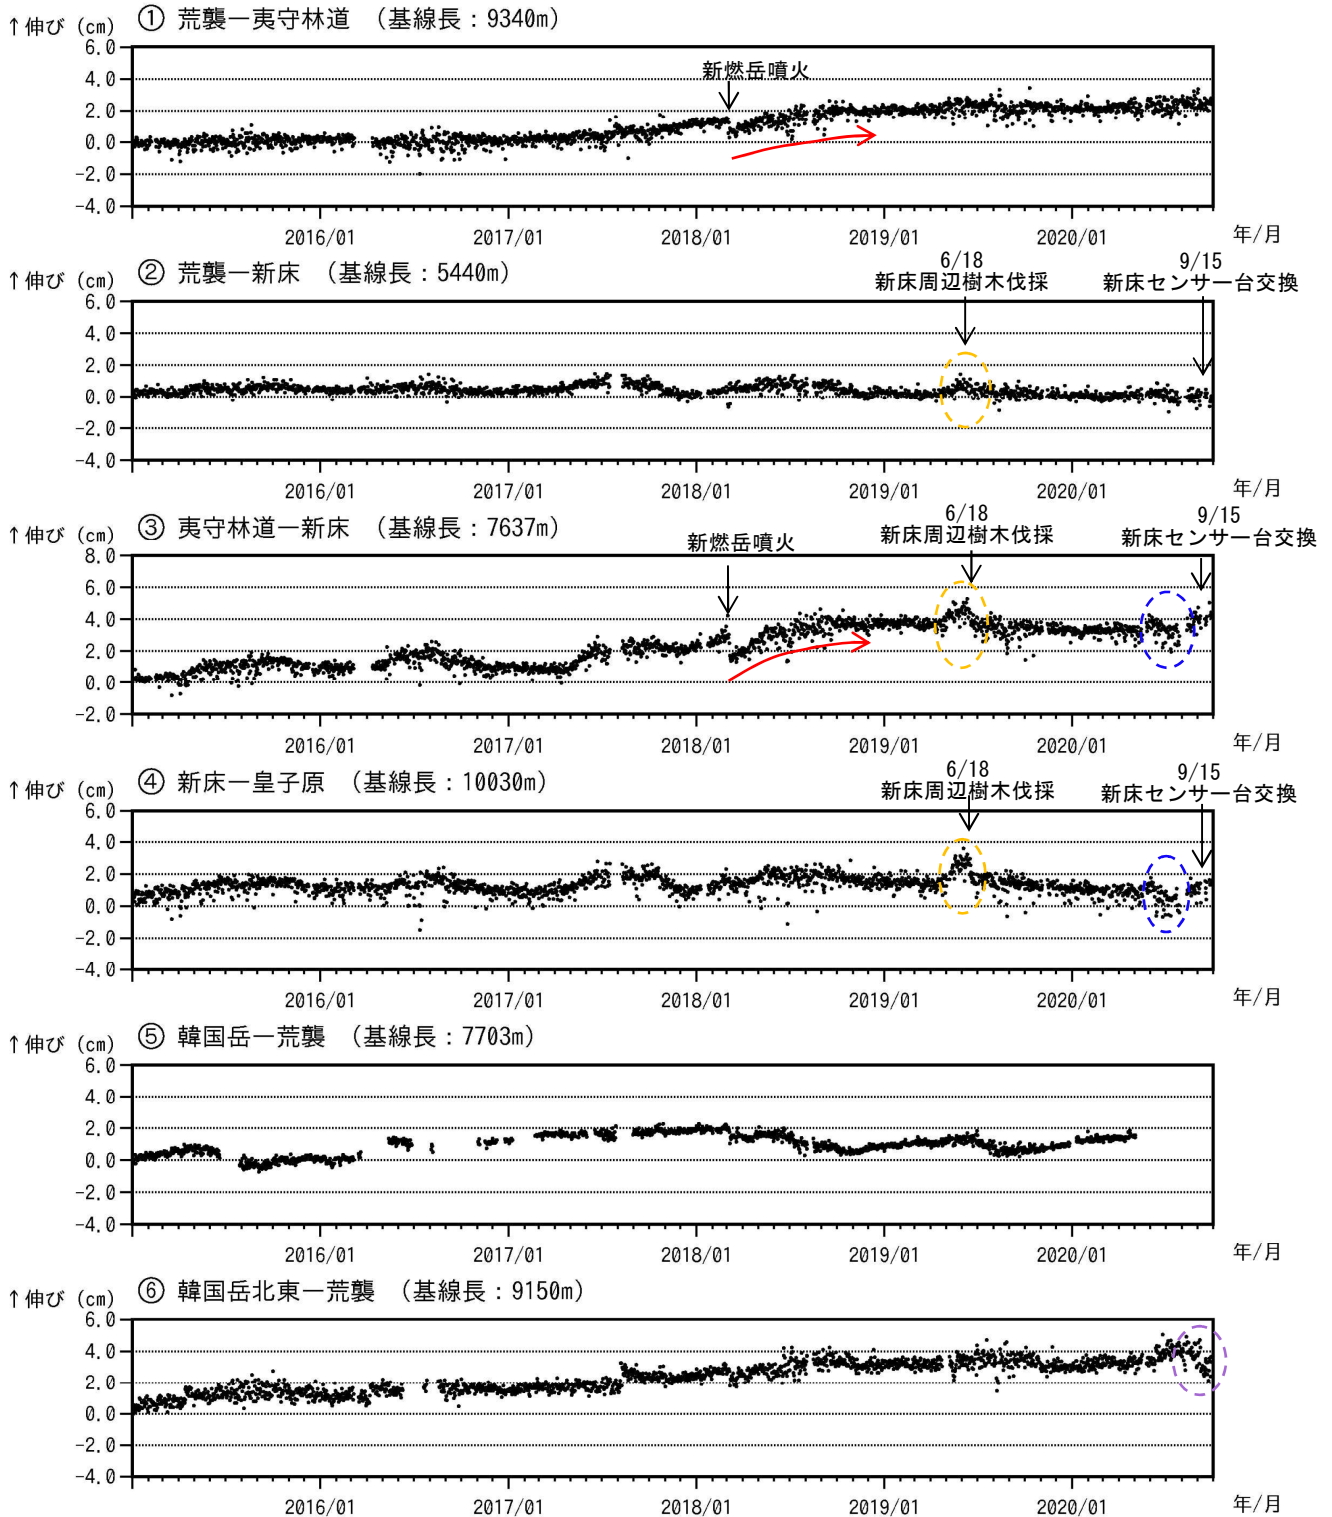 ↑伸び (cm) ① 荒襲ー夷守林道 (基線長：9340m)
6.0
4.0
2.0
0.0
-2.0
-4.0
新燃岳噴火
2016/01 2017/01 2018/01 2019/01 2020/01 年/月
↑伸び (cm) ② 荒襲ー新床 (基線長：5440m)
6/18 9/15
新床周辺樹木伐採 新床センサー台交換
6.0
4.0
2.0
0.0
-2.0
-4.0
2016/01 2017/01 2018/01 2019/01 2020/01 年/月
↑伸び (cm) ③ 夷守林道ー新床 (基線長：7637m)
6/18 9/15
新燃岳噴火 新床周辺樹木伐採 新床センサー台交換
8.0
6.0
4.0
2.0
0.0
-2.0
2016/01 2017/01 2018/01 2019/01 2020/01 年/月
↑伸び (cm) ④ 新床ー皇子原 (基線長：10030m)
6/18 9/15
新床周辺樹木伐採 新床センサー台交換
6.0
4.0
2.0
0.0
-2.0
-4.0
2016/01 2017/01 2018/01 2019/01 2020/01 年/月
↑伸び (cm) ⑤ 韓国岳ー荒襲 (基線長：7703m)
6.0
4.0
2.0
0.0
-2.0
-4.0
2016/01 2017/01 2018/01 2019/01 2020/01 年/月
↑伸び (cm) ⑥ 韓国岳北東ー荒襲 (基線長：9150m)
6.0
4.0
2.0
0.0
-2.0
-4.0
2016/01 2017/01 2018/01 2019/01 2020/01 年/月